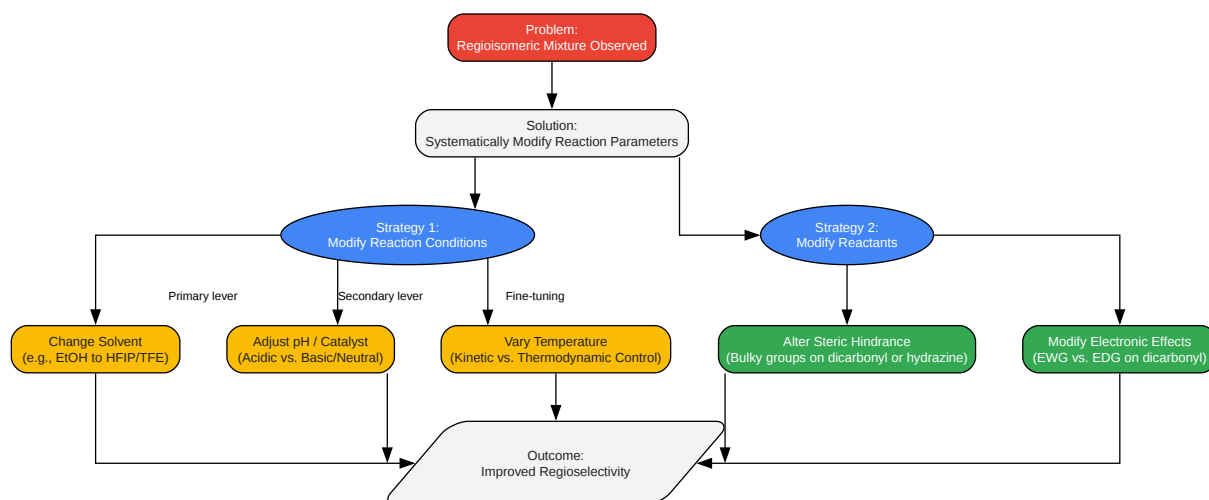 Problem:
Regioisomeric Mixture Observed
Solution:
Systematically Modify Reaction Parameters
Strategy 1:
Modify Reaction Conditions
Strategy 2:
Modify Reactants
Primary lever
Secondary lever
Fine-tuning
Change Solvent
(e.g., EtOH to HFIP/TFE)
Adjust pH / Catalyst
(Acidic vs. Basic/Neutral)
Vary Temperature
(Kinetic vs. Thermodynamic Control)
Alter Steric Hindrance
(Bulky groups on dicarbonyl or hydrazine)
Modify Electronic Effects
(EWG vs. EDG on dicarbonyl)
Outcome:
Improved Regioselectivity